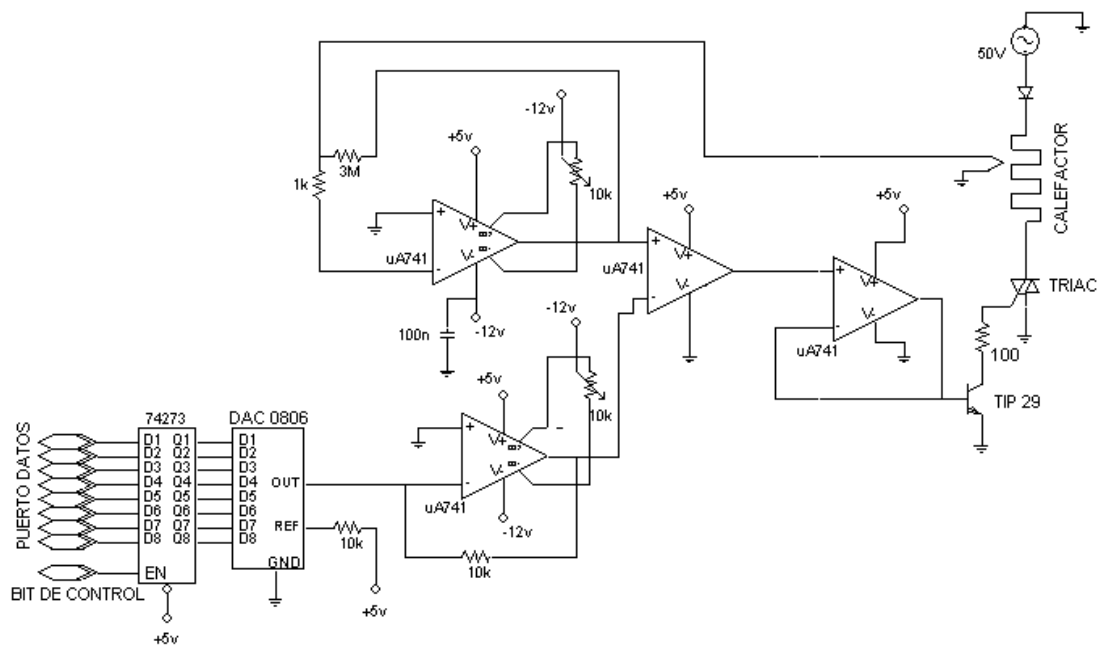 50V
CALEFACTOR
TRIAC
100
TIP 29
-12v
+5v
10k
3M
1k
+
V+
V-
-
uA741
-12v
100n
+5v
+
V+
V-
-
uA741
+5v
+
V+
V-
-
uA741
-12v
+5v
10k
+
V+
V-
-
uA741
-12v
10k
74273
DAC 0806
PUERTO DATOS
D1 Q1 D1
D2 Q2 D2
D3 Q3 D3
D4 Q4 D4
D5 Q5 D5
D6 Q6 D6
D7 Q7 D7
D8 Q8 D8
OUT
REF
GND
10k
+5v
EN
BIT DE CONTROL
+5v